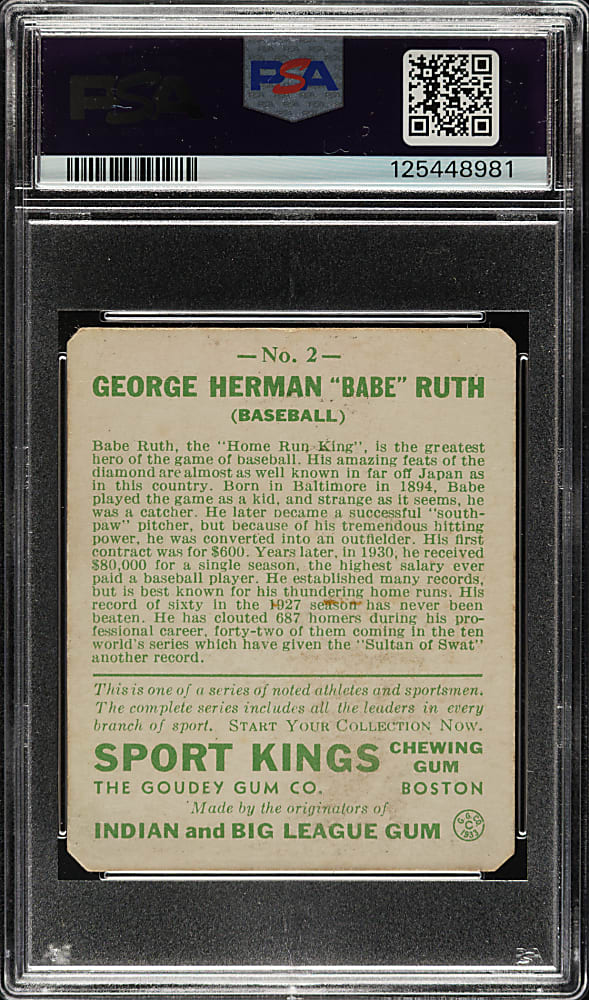 PSA
PSA
125448981
— No. 2 —
GEORGE HERMAN "BABE" RUTH
(BASEBALL)
Babe Ruth, the "Home Run King", is the greatest
hero of the game of baseball. His amazing feats of the
diamond are almost as well known in far off Japan as
in this country. Born in Baltimore in 1894, Babe
played the game as a kid, and strange as it seems, he
was a catcher. He later became a successful "south-
paw" pitcher, but because of his tremendous hitting
power, he was converted into an outfielder. His first
contract was for $600. Years later, in 1930, he received
$80,000 for a single season, the highest salary ever
paid a baseball player. He established many records,
but is best known for his thundering home runs. His
record of sixty in the 1927 season has never been
beaten. He has clouted 687 homers during his pro-
fessional career, forty-two of them coming in the ten
world's series which have given the "Sultan of Swat"
another record.
This is one of a series of noted athletes and sportsmen.
The complete series includes all the leaders in every
branch of sport. START YOUR COLLECTION NOW.
SPORT KINGS CHEWING GUM
THE GOUDEY GUM CO. BOSTON
Made by the originators of
INDIAN and BIG LEAGUE GUM
G.G.CO. C 1933